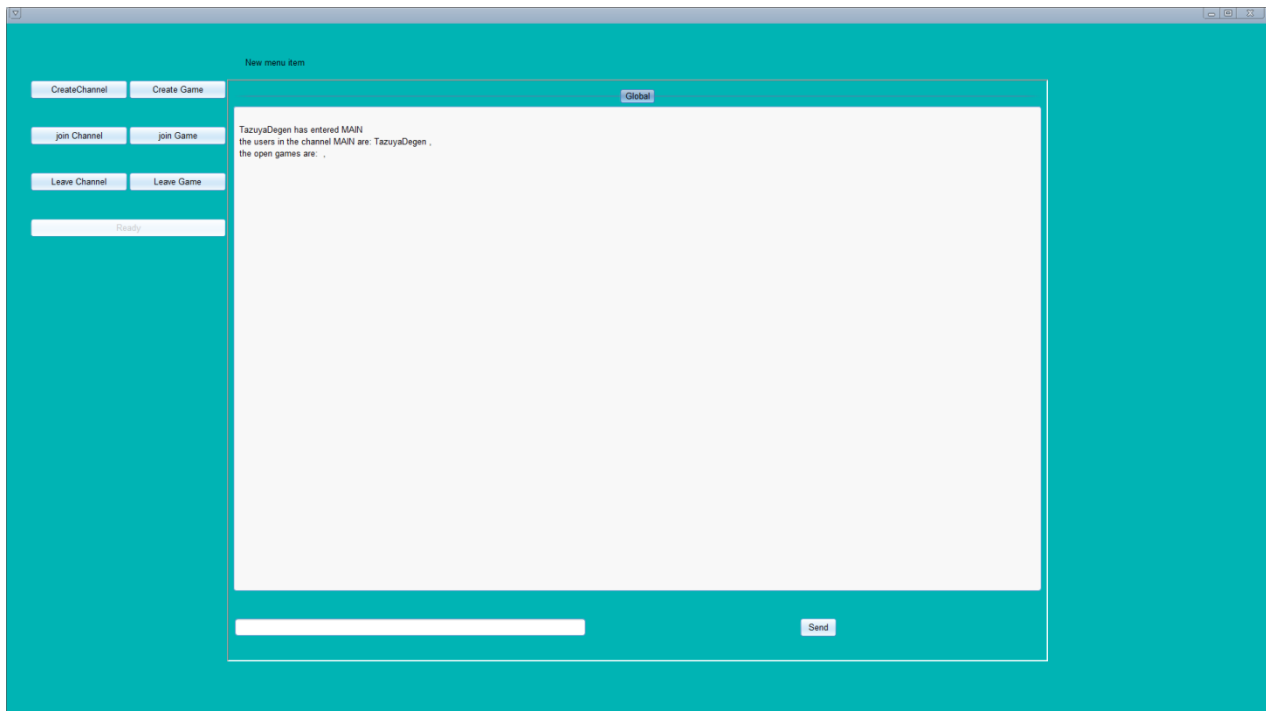 New menu item
CreateChannel Create Game
Global
join Channel join Game
TazuyaDegen has entered MAIN
the users in the channel MAIN are: TazuyaDegen ,
the open games are:  ,
Leave Channel Leave Game
Ready
Send